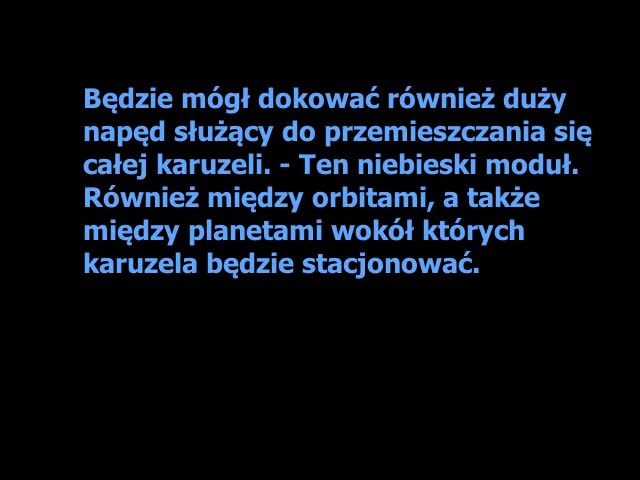 Będzie mógł dokować również duży
napęd służący do przemieszczania się
całej karuzeli. - Ten niebieski moduł.
Również między orbitami, a także
między planetami wokół których
karuzela będzie stacjonować.